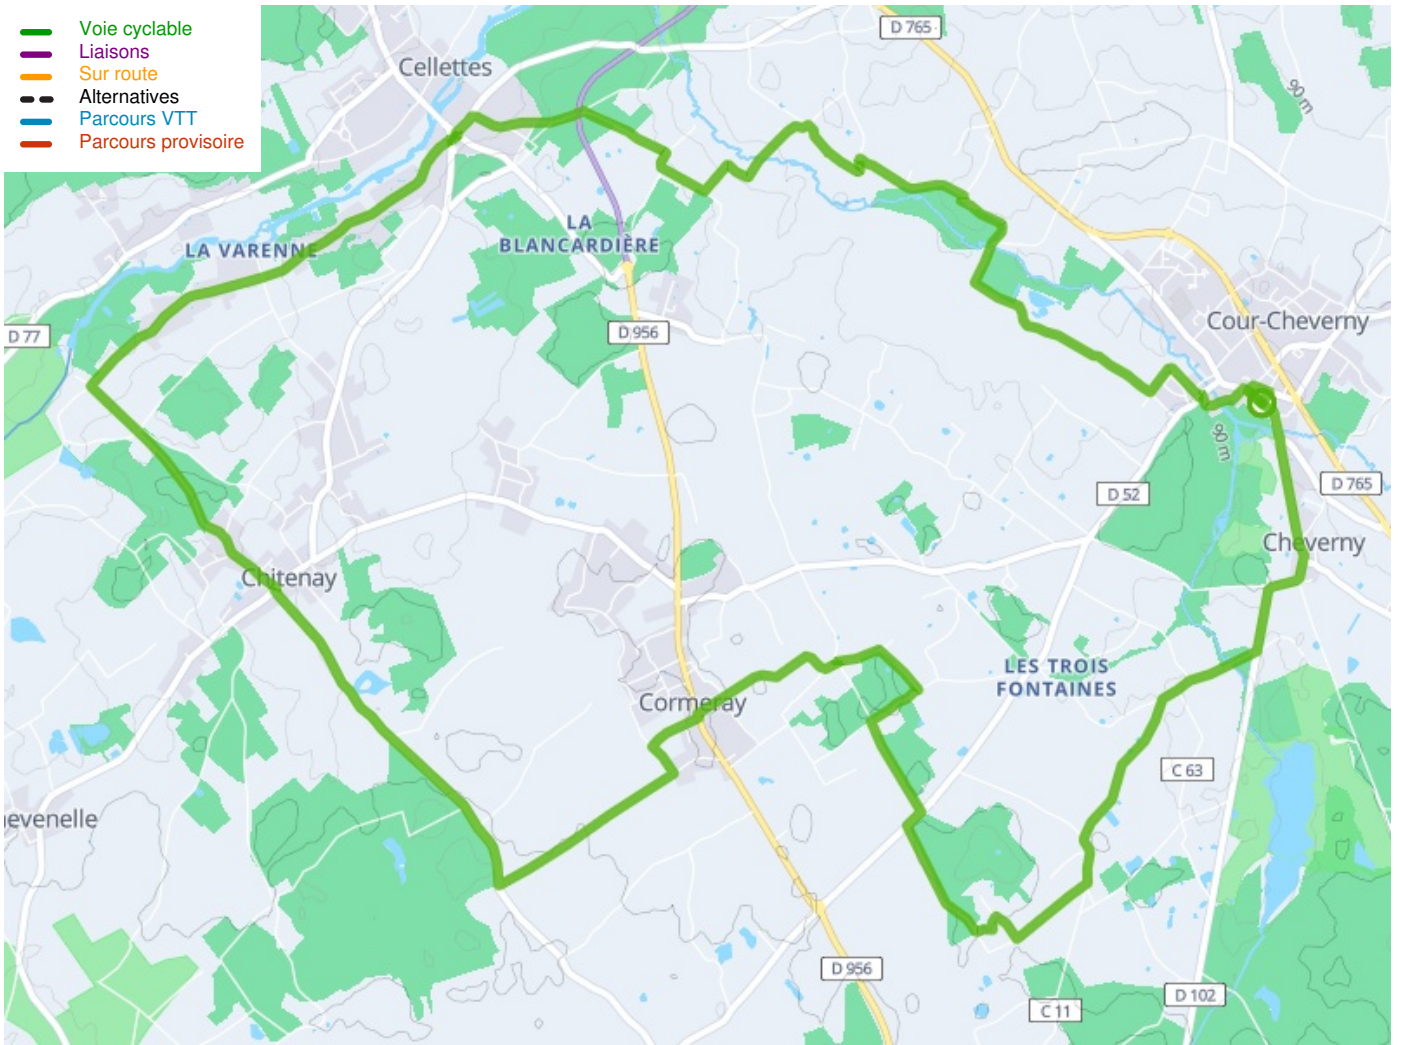 Voie cyclable
Liaisons
Sur route
Alternatives
Parcours VTT
Parcours provisoire
D 765
Cellettes
90 m
LA
BLANCARDIÈRE
LA VARENNE
D 77
D 956
Cour-Cheverny
90 m
D 765
D 52
Cheverny
Chitenay
LES TROIS
FONTAINES
Cormeray
C 63
evenelle
D 956
D 102
C 11